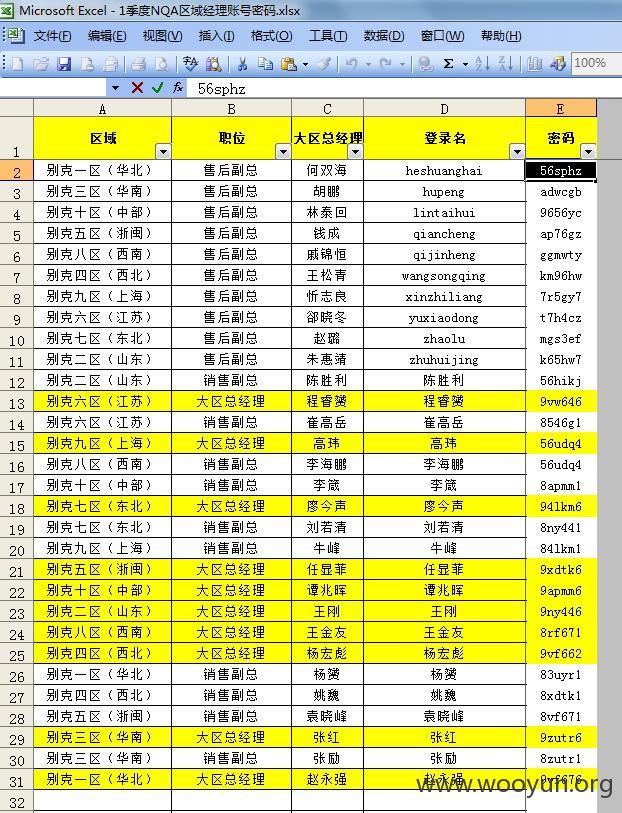 Microsoft Excel - 1季度NQA区域经理账号密码.xlsx
文件(F) 编辑(E) 视图(V) 插入(I) 格式(O) 工具(T) 数据(D) 窗口(W) 帮助(H)
Σ 100%
fx 56sphz
A B C D E
1 区域 职位 大区总经理 登录名 密码
2 别克一区（华北） 售后副总 何双海 heshuanghai 56sphz
3 别克三区（华南） 售后副总 胡鹏 hupeng adwcgb
4 别克十区（中部） 售后副总 林泰回 lintaihui 9656yc
5 别克五区（浙闽） 售后副总 钱成 qiancheng ap76gz
6 别克八区（西南） 售后副总 戚锦恒 qijinheng ggmwty
7 别克四区（西北） 售后副总 王松青 wangsongqing km96hw
8 别克九区（上海） 售后副总 忻志良 xinzhiliang 7r5gy7
9 别克六区（江苏） 售后副总 郤晓冬 yuxiaodong t7h4cz
10 别克七区（东北） 售后副总 赵璐 zhaolu mgs3ef
11 别克二区（山东） 售后副总 朱惠靖 zhuhuijing k65hw7
12 别克二区（山东） 销售副总 陈胜利 陈胜利 56hikj
13 别克六区（江苏） 大区总经理 程睿赟 程睿赟 9vw646
14 别克六区（江苏） 销售副总 崔高岳 崔高岳 8546g1
15 别克九区（上海） 大区总经理 高玮 高玮 56udq4
16 别克八区（西南） 销售副总 李海鹏 李海鹏 56udq4
17 别克十区（中部） 销售副总 李箴 李箴 8apmm1
18 别克七区（东北） 大区总经理 廖今声 廖今声 94lkm6
19 别克七区（东北） 销售副总 刘若清 刘若清 8ny441
20 别克九区（上海） 销售副总 牛峰 牛峰 84lkm1
21 别克五区（浙闽） 大区总经理 任显菲 任显菲 9xdtk6
22 别克十区（中部） 大区总经理 谭兆晖 谭兆晖 9apmm6
23 别克二区（山东） 大区总经理 王刚 王刚 9ny446
24 别克八区（西南） 大区总经理 王金友 王金友 8rf671
25 别克四区（西北） 大区总经理 杨宏彪 杨宏彪 9vf662
26 别克一区（华北） 销售副总 杨赟 杨赟 83uyr1
27 别克四区（西北） 销售副总 姚魏 姚魏 8xdtk1
28 别克五区（浙闽） 销售副总 袁晓峰 袁晓峰 8vf671
29 别克三区（华南） 大区总经理 张红 张红 9zutr6
30 别克三区（华南） 销售副总 张励 张励 8zutr1
31 别克一区（华北） 大区总经理 赵永强 赵永强 9vf676
32
www.wooyun.org